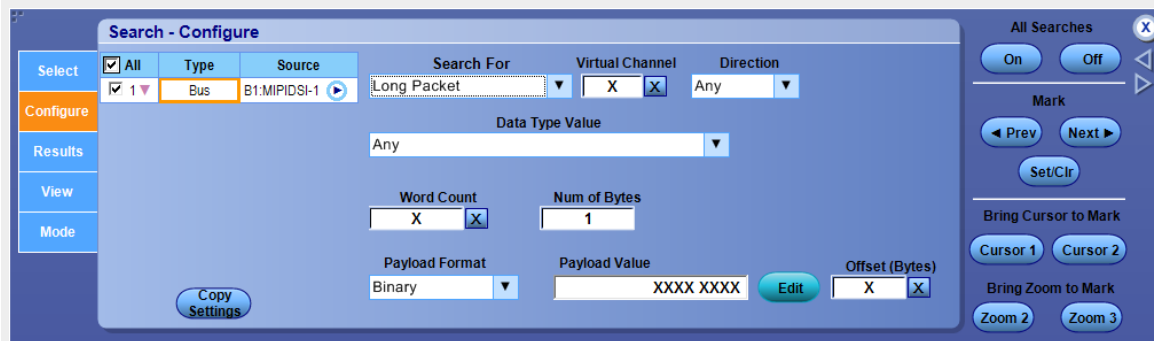 Search - Configure
All Searches
X
Select
Configure
Results
View
Mode
All Type Source
1 Bus B1:MIPIDSI-1
Search For Virtual Channel Direction
Long Packet X X Any
Data Type Value
Any
Word Count Num of Bytes
X X 1
Payload Format Payload Value Offset (Bytes)
Binary XXXX XXXX Edit X X
Copy
Settings
On Off
Mark
Prev Next
Set/Clr
Bring Cursor to Mark
Cursor 1 Cursor 2
Bring Zoom to Mark
Zoom 2 Zoom 3